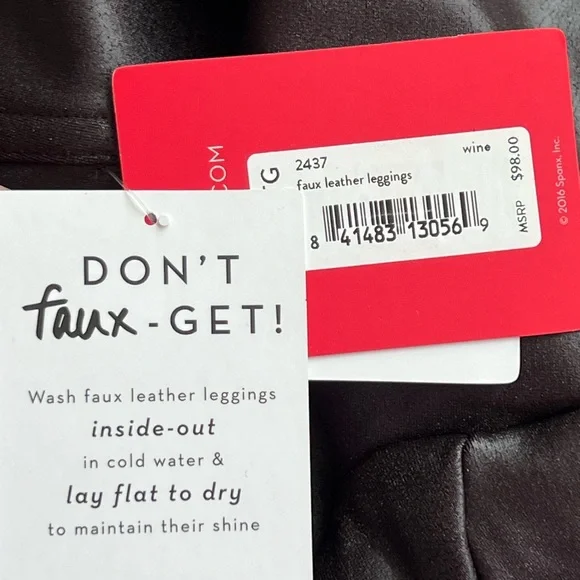 .COM
G
2437
wine
faux leather leggings
8 41483 13056 9
MSRP $98.00
© 2016 Spanx, Inc.
DON'T
faux-GET!
Wash faux leather leggings
inside-out
in cold water &
lay flat to dry
to maintain their shine